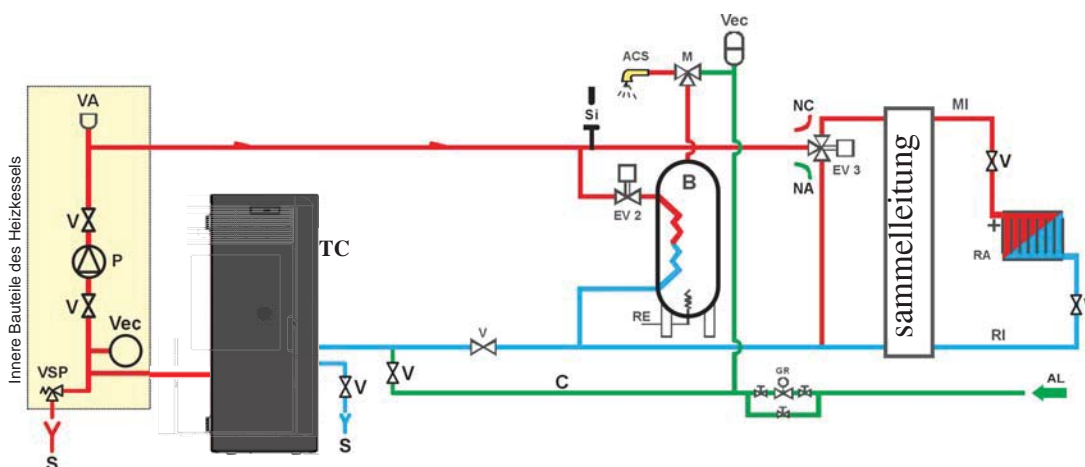 Innere Bauteile des Heizkessels
VA
V
P
V
Vec
VSP
S
TC
V
S
V
V
C
Si
EV 2
ACS
M
Vec
B
RE
NC
NA
EV 3
GR
AL
sammelleitung
MI
V
RA
V
RI